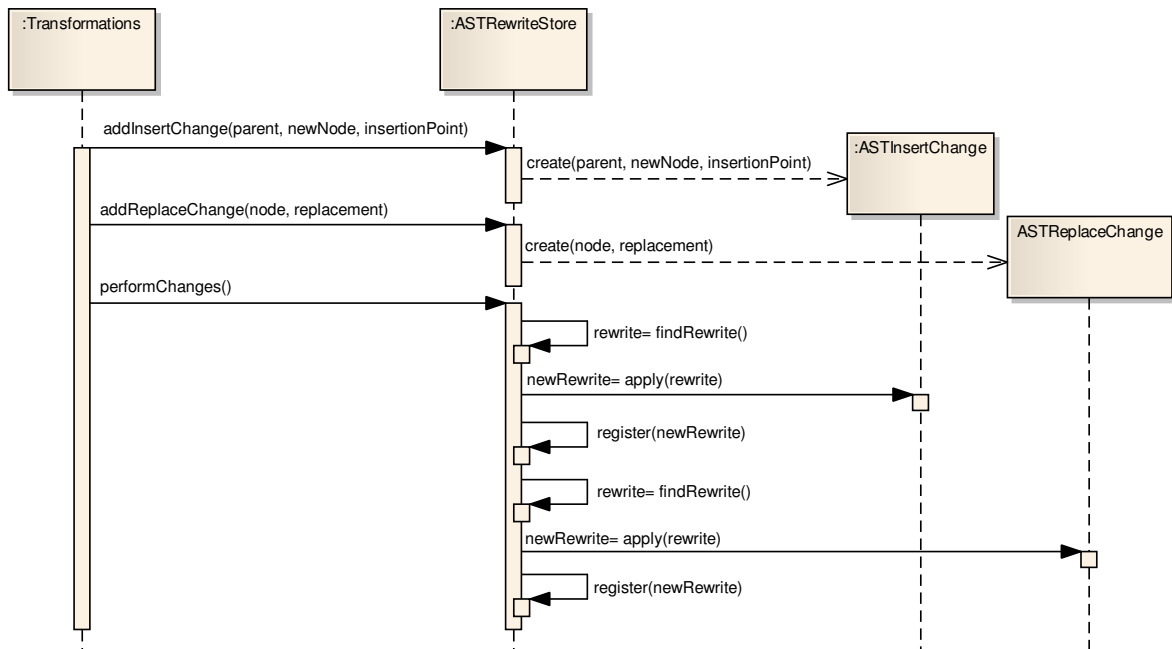 :Transformations
:ASTRewriteStore
addInsertChange(parent, newNode, insertionPoint)
:ASTInsertChange
create(parent, newNode, insertionPoint)
addReplaceChange(node, replacement)
ASTReplaceChange
create(node, replacement)
performChanges()
rewrite= findRewrite()
newRewrite= apply(rewrite)
register(newRewrite)
rewrite= findRewrite()
newRewrite= apply(rewrite)
register(newRewrite)